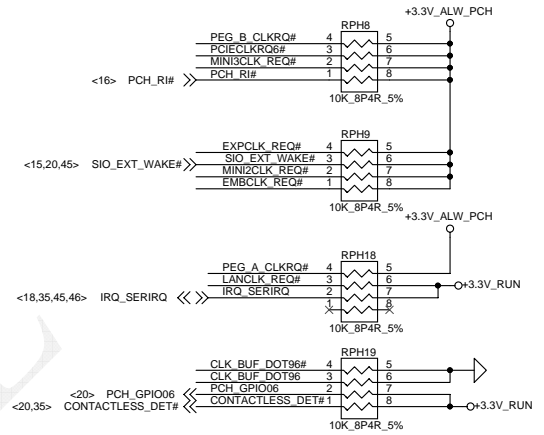 +3.3V_ALW_PCH
RPH8
PEG_B_CLKRQ# 4 5
PCIECLKRQ6# 3 6
MINI3CLK_REQ# 2 7
<16> PCH_RI# PCH_RI# 1 8
10K_8P4R_5%
RPH9
EXPCLK_REQ# 4 5
<15,20,45> SIO_EXT_WAKE# SIO_EXT_WAKE# 3 6
MINI2CLK_REQ# 2 7
EMBCLK_REQ# 1 8
10K_8P4R_5%
+3.3V_ALW_PCH
RPH18
PEG_A_CLKRQ# 4 5
LANCLK_REQ# 3 6 +3.3V_RUN
<18,35,45,46> IRQ_SERIRQ IRQ_SERIRQ 2 7
1 8
10K_8P4R_5%
RPH19
CLK_BUF_DOT96# 4 5
CLK_BUF_DOT96 3 6
<20> PCH_GPIO06 PCH_GPIO06 2 7
<20,35> CONTACTLESS_DET# CONTACTLESS_DET# 1 8 +3.3V_RUN
10K_8P4R_5%